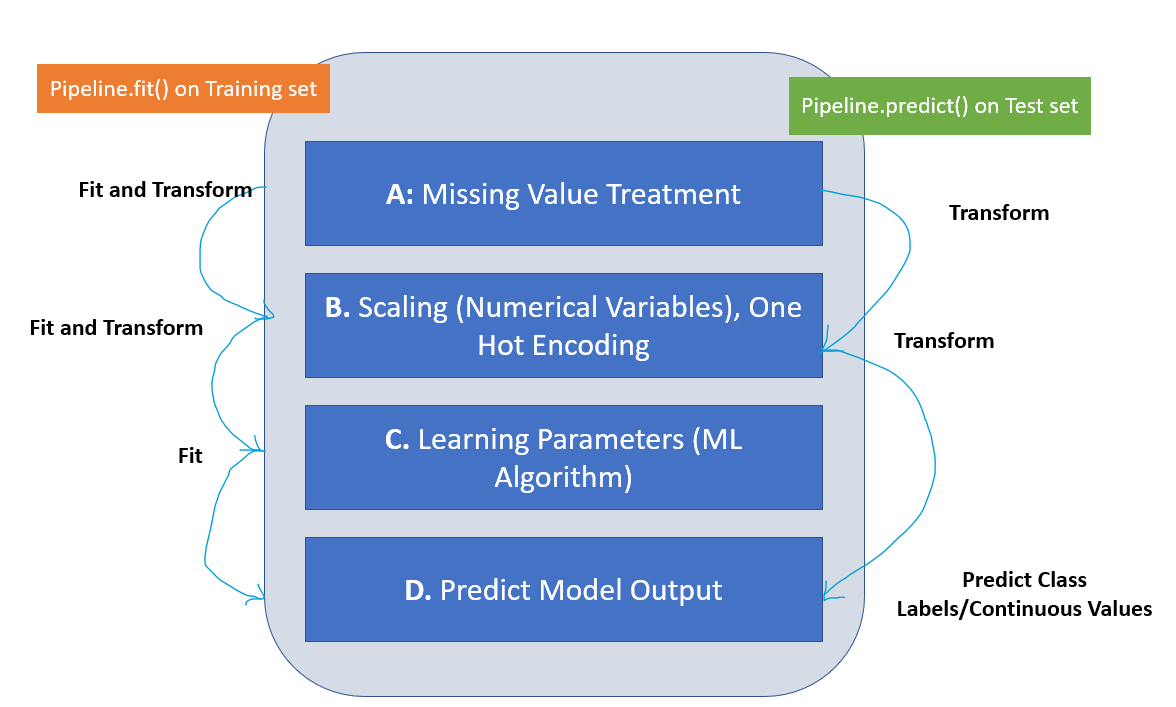 Pipeline.fit() on Training set
Pipeline.predict() on Test set
Fit and Transform
A: Missing Value Treatment
Transform
B. Scaling (Numerical Variables), One
Hot Encoding
Fit and Transform
Transform
C. Learning Parameters (ML
Algorithm)
Fit
D. Predict Model Output
Predict Class
Labels/Continuous Values